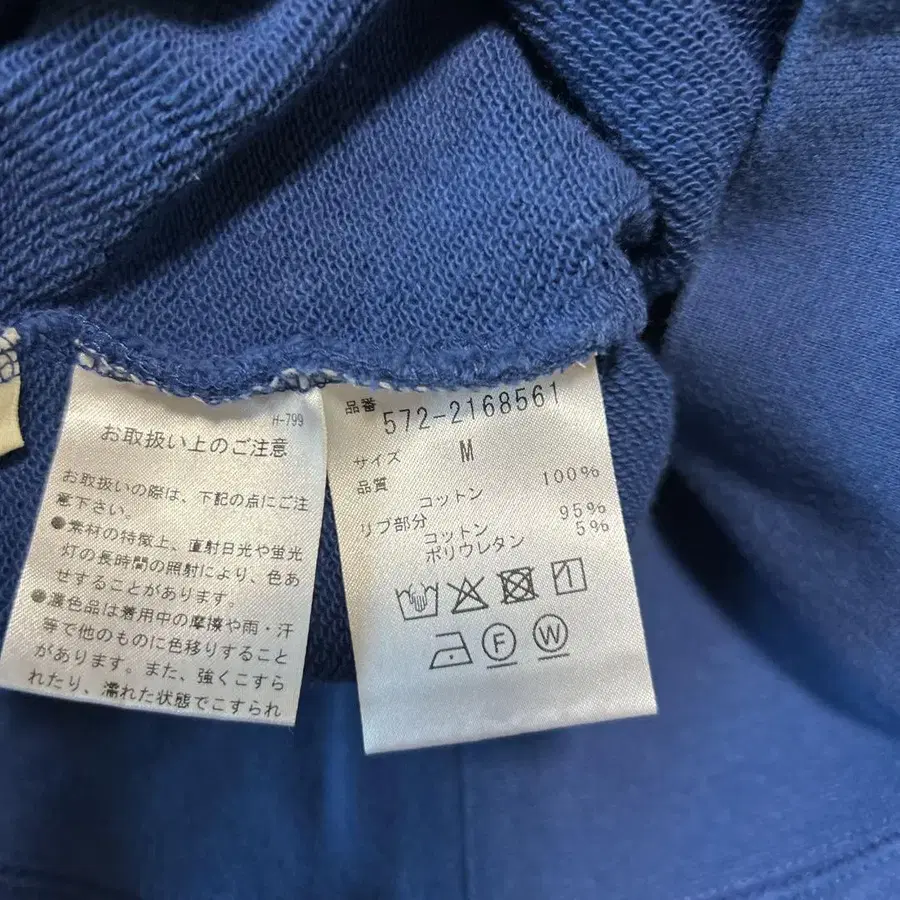 H-799
お取扱い上のご注意
お取扱いの際は、下記の点にご注
意下さい。
●素材の特徴上、直射日光や蛍光
灯の長時間の照射により、色あ
せすることがあります。
●濃色品は着用中の摩擦や雨・汗
等で他のものに色移りすること
があります。また、強くこすら
れたり、濡れた状態でこすられ
品番 572-2168561
サイズ M
品質
コットン 100%
リブ部分
コットン 95%
ポリウレタン 5%
F W